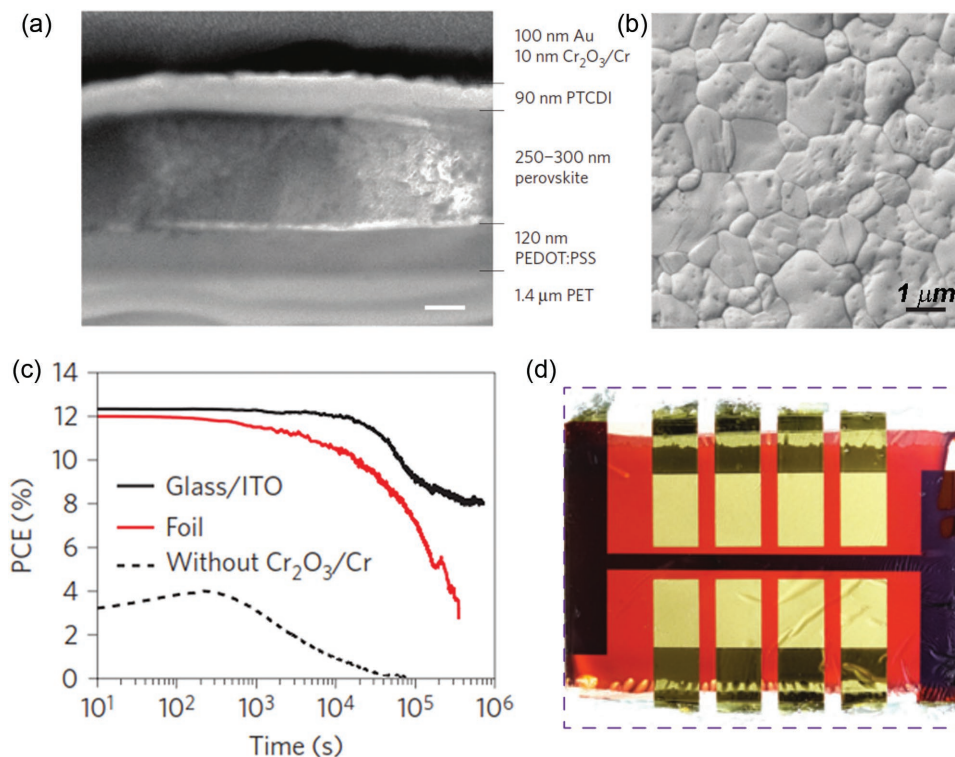 (a)
100 nm Au
10 nm Cr₂O₃/Cr
90 nm PTCDI
250–300 nm
perovskite
120 nm
PEDOT:PSS
1.4 μm PET
(b)
1 μm
(c)
PCE (%)
14
12
10
8
6
4
2
0
Glass/ITO
Foil
Without Cr₂O₃/Cr
10¹ 10² 10³ 10⁴ 10⁵ 10⁶
Time (s)
(d)